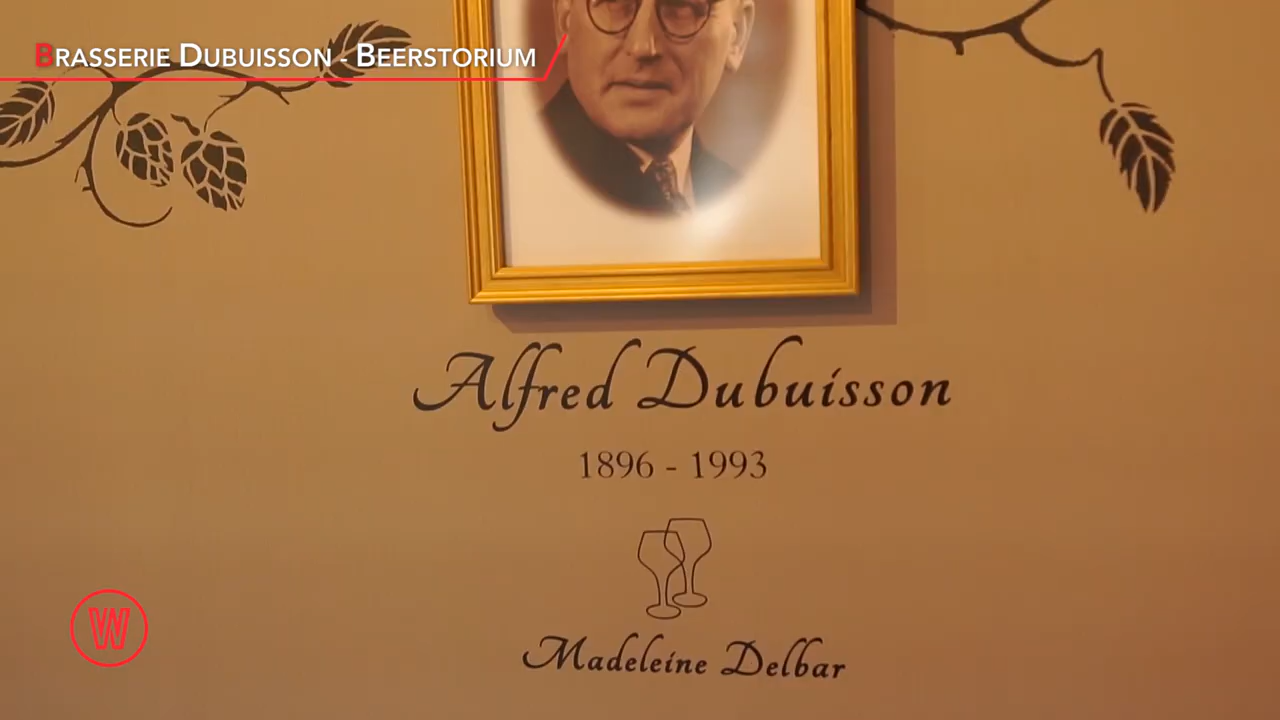 BRASSERIE DUBUISSON - BEERSTORIUM
Alfred Dubuisson
1896 - 1993
Madeleine Delbar
W